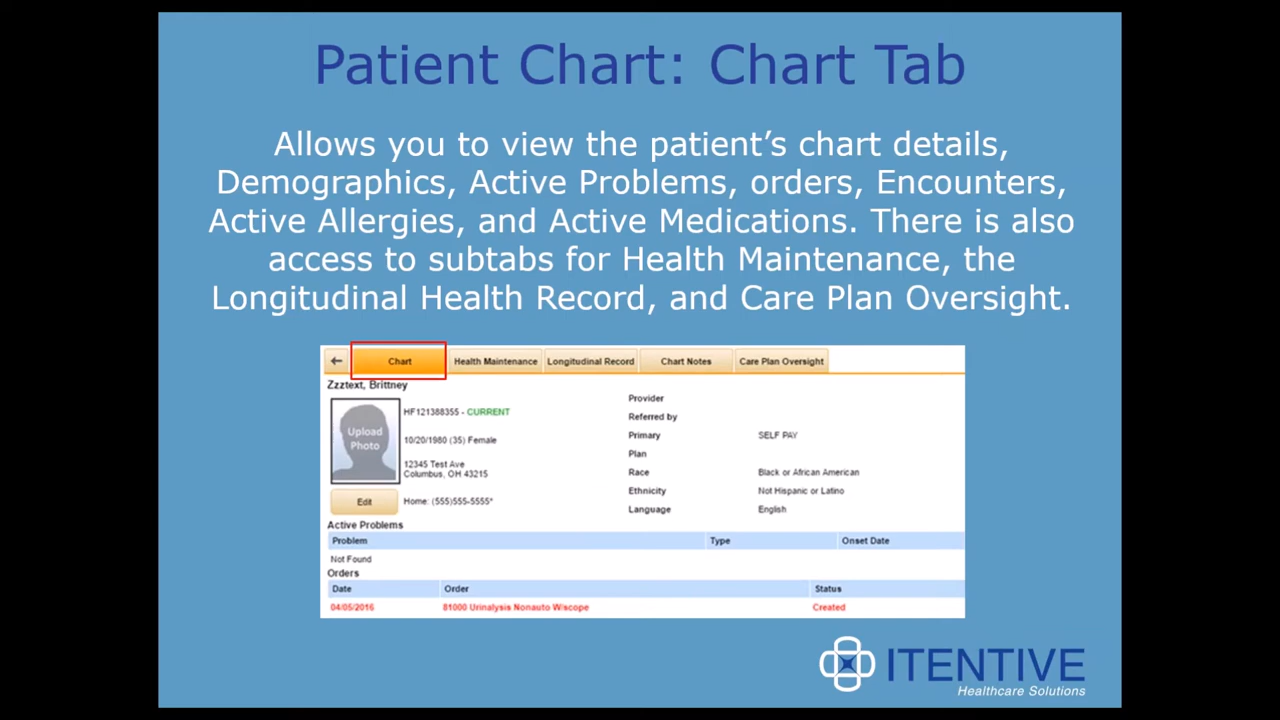 Patient Chart: Chart Tab
Allows you to view the patient’s chart details,
Demographics, Active Problems, orders, Encounters,
Active Allergies, and Active Medications. There is also
access to subtabs for Health Maintenance, the
Longitudinal Health Record, and Care Plan Oversight.
Chart Health Maintenance Longitudinal Record Chart Notes Care Plan Oversight
Zzztext, Brittney
Upload
Photo
HF121388355 - CURRENT
10/20/1980 (35) Female
12345 Test Ave
Columbus, OH 43215
Edit
Home: (555)555-5555*
Provider
Referred by
Primary SELF PAY
Plan
Race Black or African American
Ethnicity Not Hispanic or Latino
Language English
Active Problems
Problem Type Onset Date
Not Found
Orders
Date Order Status
04/05/2016 81000 Urinalysis Nonauto W/scope Created
ITENTIVE
Healthcare Solutions